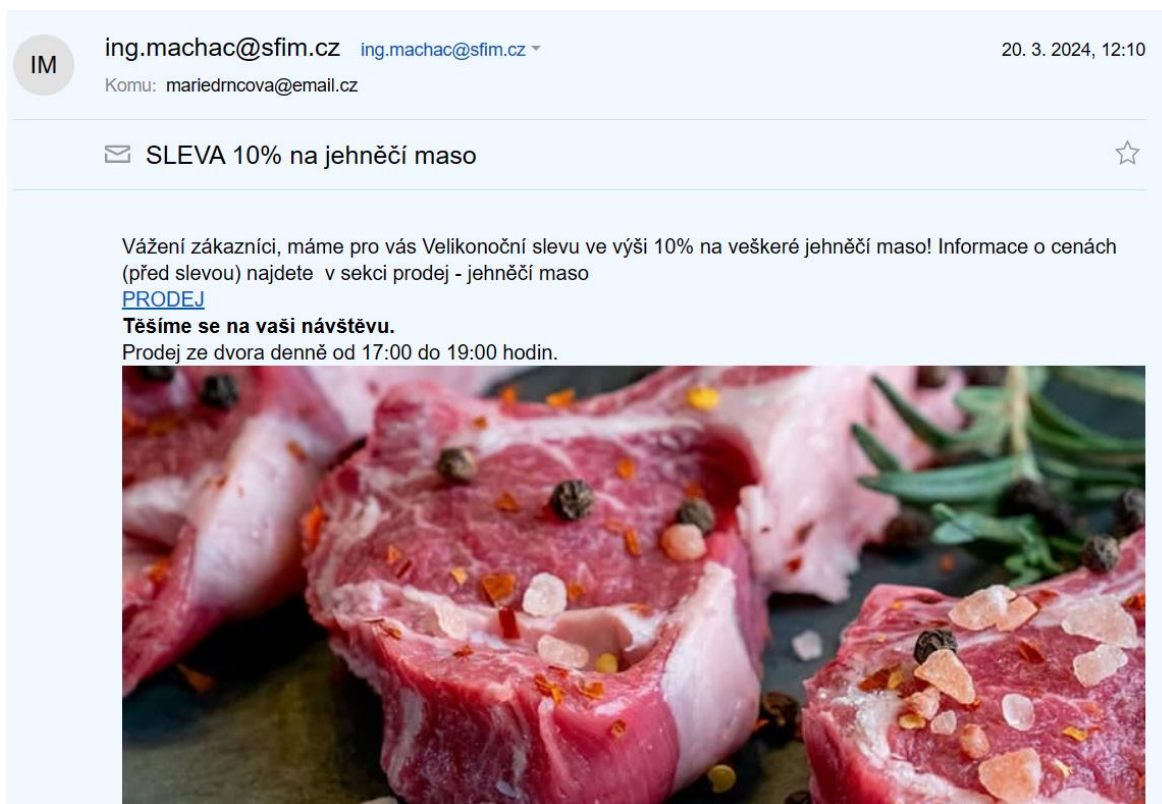 IM
ing.machac@sfim.cz ing.machac@sfim.cz
20. 3. 2024, 12:10
Komu: mariedrncova@email.cz
SLEVA 10% na jehněčí maso
Vážení zákazníci, máme pro vás Velikonoční slevu ve výši 10% na veškeré jehněčí maso! Informace o cenách
(před slevou) najdete v sekci prodej - jehněčí maso
PRODEJ
Těšíme se na vaši návštěvu.
Prodej ze dvora denně od 17:00 do 19:00 hodin.